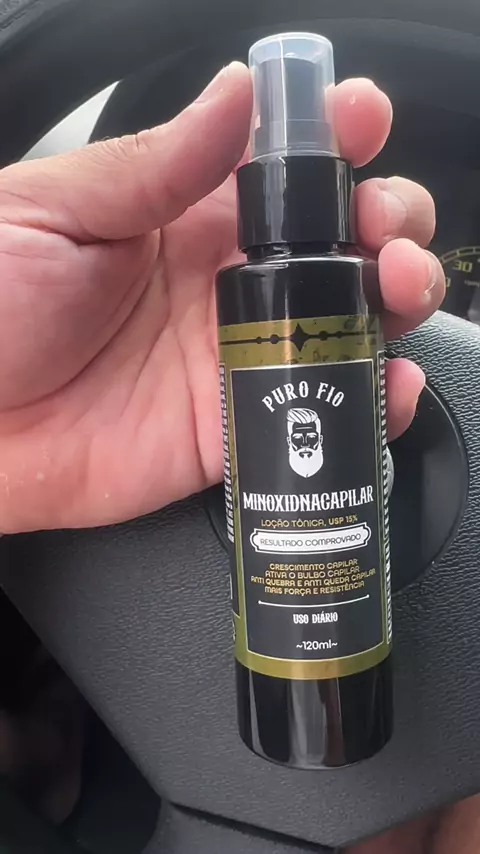 PURO FIO
MINOXIDNACAPILAR
LOÇÃO TÔNICA, USP 15%
RESULTADO COMPROVADO
CRESCIMENTO CAPILAR
ATIVA O BULBO CAPILAR
ANTI QUEBRA E ANTI QUEDA CAPILAR
MAIS FORÇA E RESISTÊNCIA
USO DIÁRIO
~120ml~
30